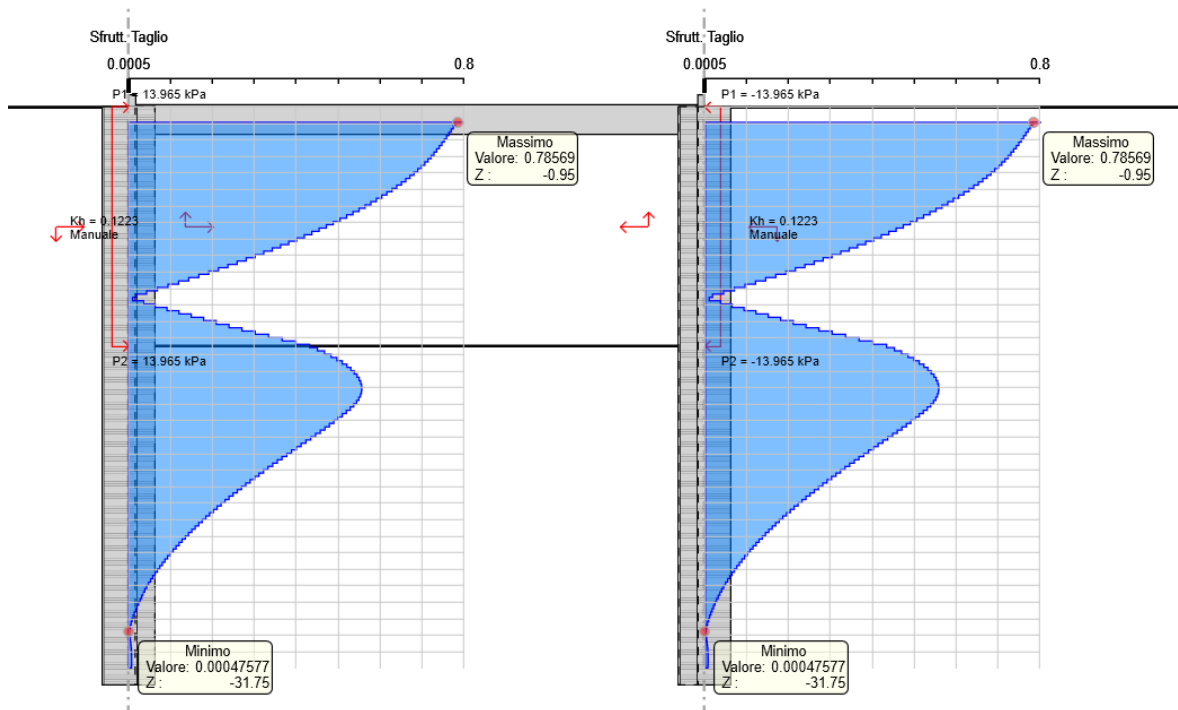 Sfrutt. Taglio
0.0005 0.8
P1 = 13.965 kPa
Massimo
Valore: 0.78569
Z : -0.95
Kh = 0.1223
Manuale
P2 = 13.965 kPa
Minimo
Valore: 0.00047577
Z : -31.75
Sfrutt. Taglio
0.0005 0.8
P1 = -13.965 kPa
Massimo
Valore: 0.78569
Z : -0.95
Kh = 0.1223
Manuale
P2 = -13.965 kPa
Minimo
Valore: 0.00047577
Z : -31.75